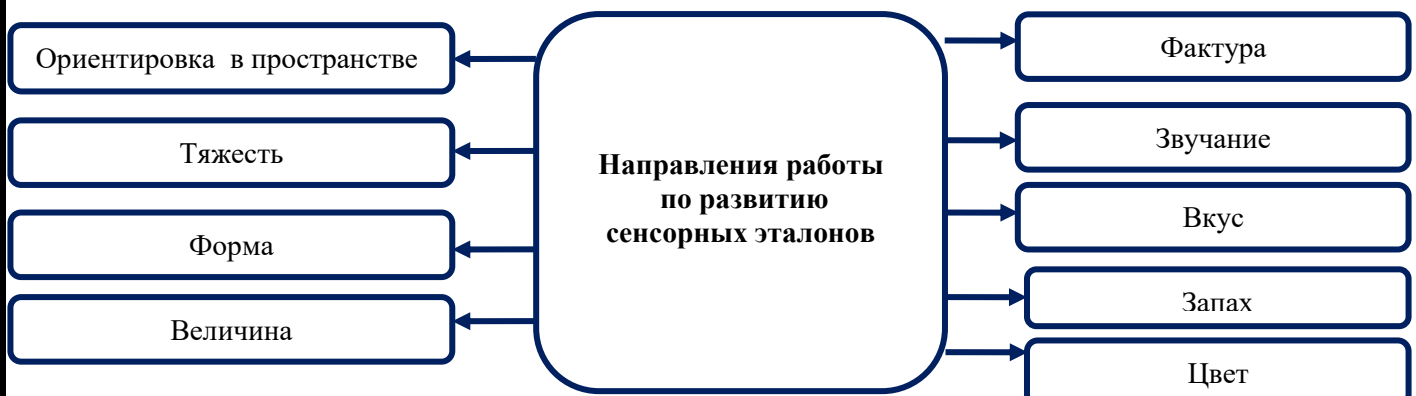 Ориентировка в пространстве
Тяжесть
Форма
Величина
Направления работы
по развитию
сенсорных эталонов
Фактура
Звучание
Вкус
Запах
Цвет